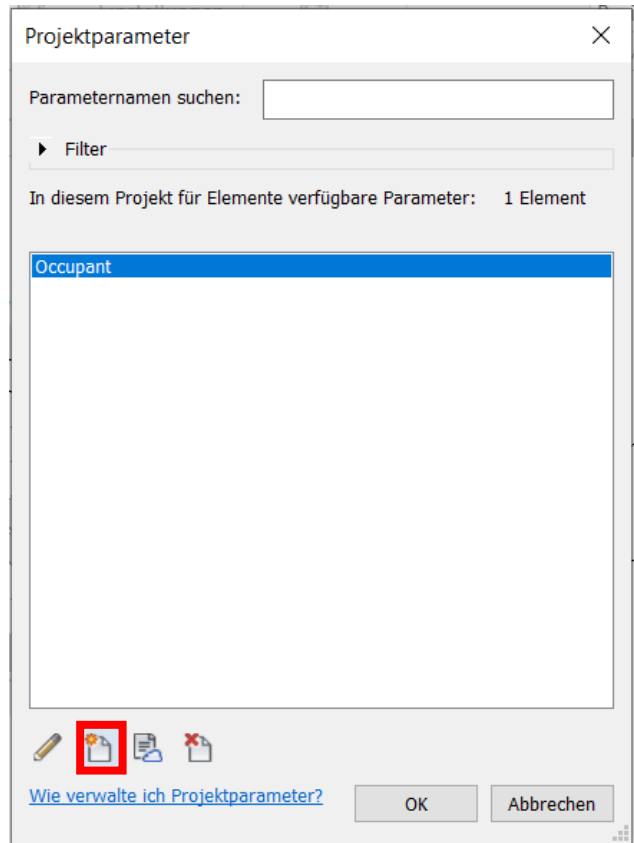 Projektparameter
Parameternamen suchen:
Filter
In diesem Projekt für Elemente verfügbare Parameter: 1 Element
Occupant
Wie verwalte ich Projektparameter?
OK
Abbrechen